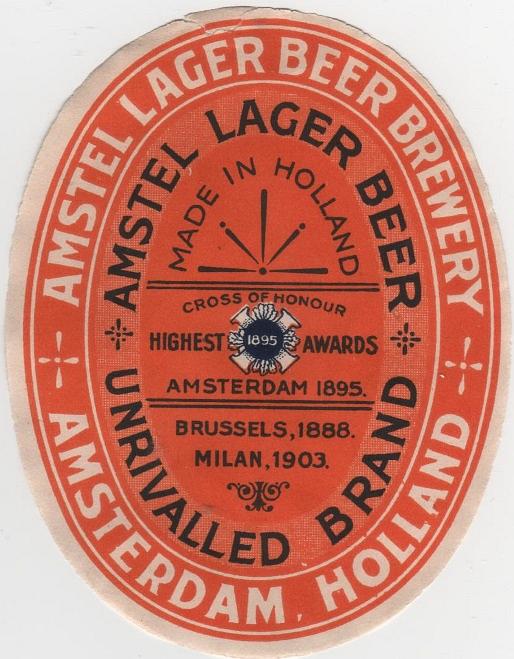 AMSTEL LAGER BEER BREWERY
AMSTERDAM, HOLLAND
AMSTEL LAGER BEER
UNRIVALLED BRAND
MADE IN HOLLAND
CROSS OF HONOUR
HIGHEST 1895 AWARDS
AMSTERDAM 1895.
BRUSSELS, 1888.
MILAN, 1903.